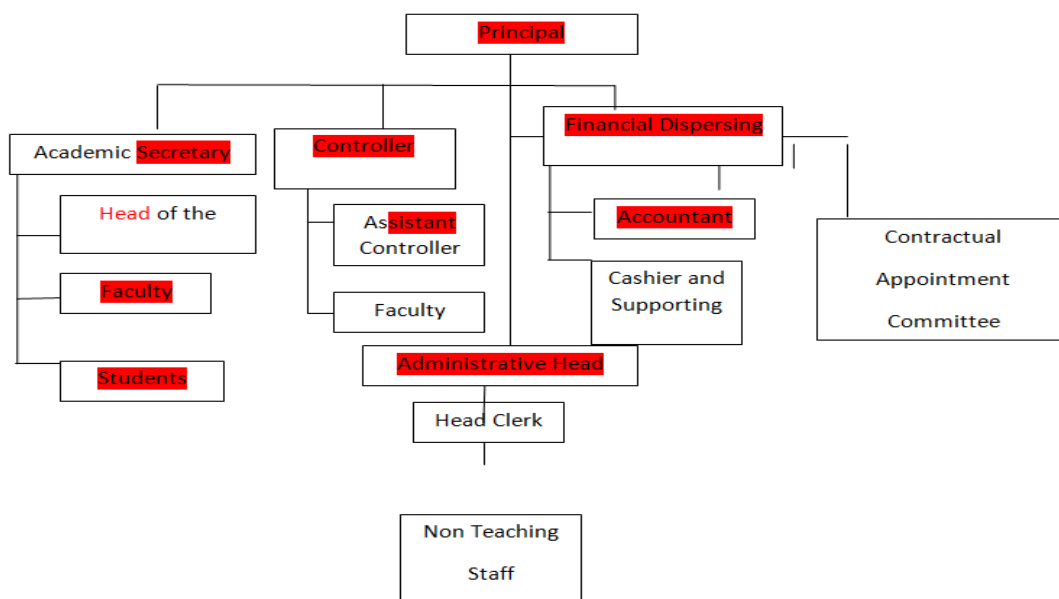 Principal
Academic Secretary
Controller
Financial Dispersing
Head of the
Assistant
Controller
Accountant
Contractual
Appointment
Committee
Faculty
Faculty
Cashier and
Supporting
Students
Administrative Head
Head Clerk
Non Teaching
Staff